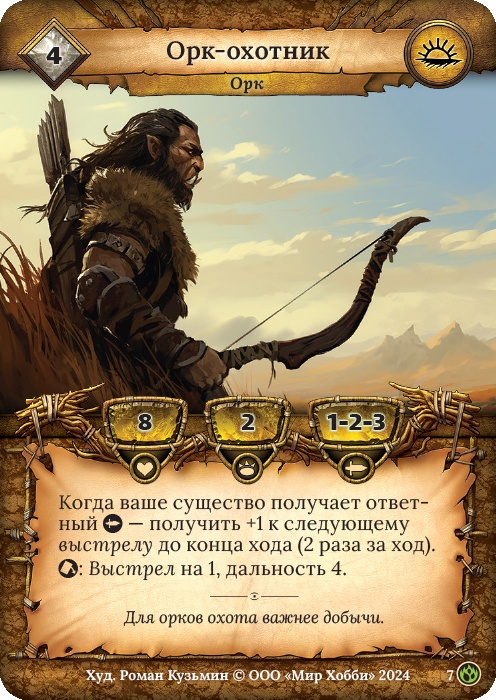 4
Орк-охотник
Орк
8
2
1-2-3
Когда ваше существо получает ответ-
ный — получить +1 к следующему
выстрелу до конца хода (2 раза за ход).
: Выстрел на 1, дальность 4.
Для орков охота важнее добычи.
Худ. Роман Кузьмин © ООО «Мир Хобби» 2024
7